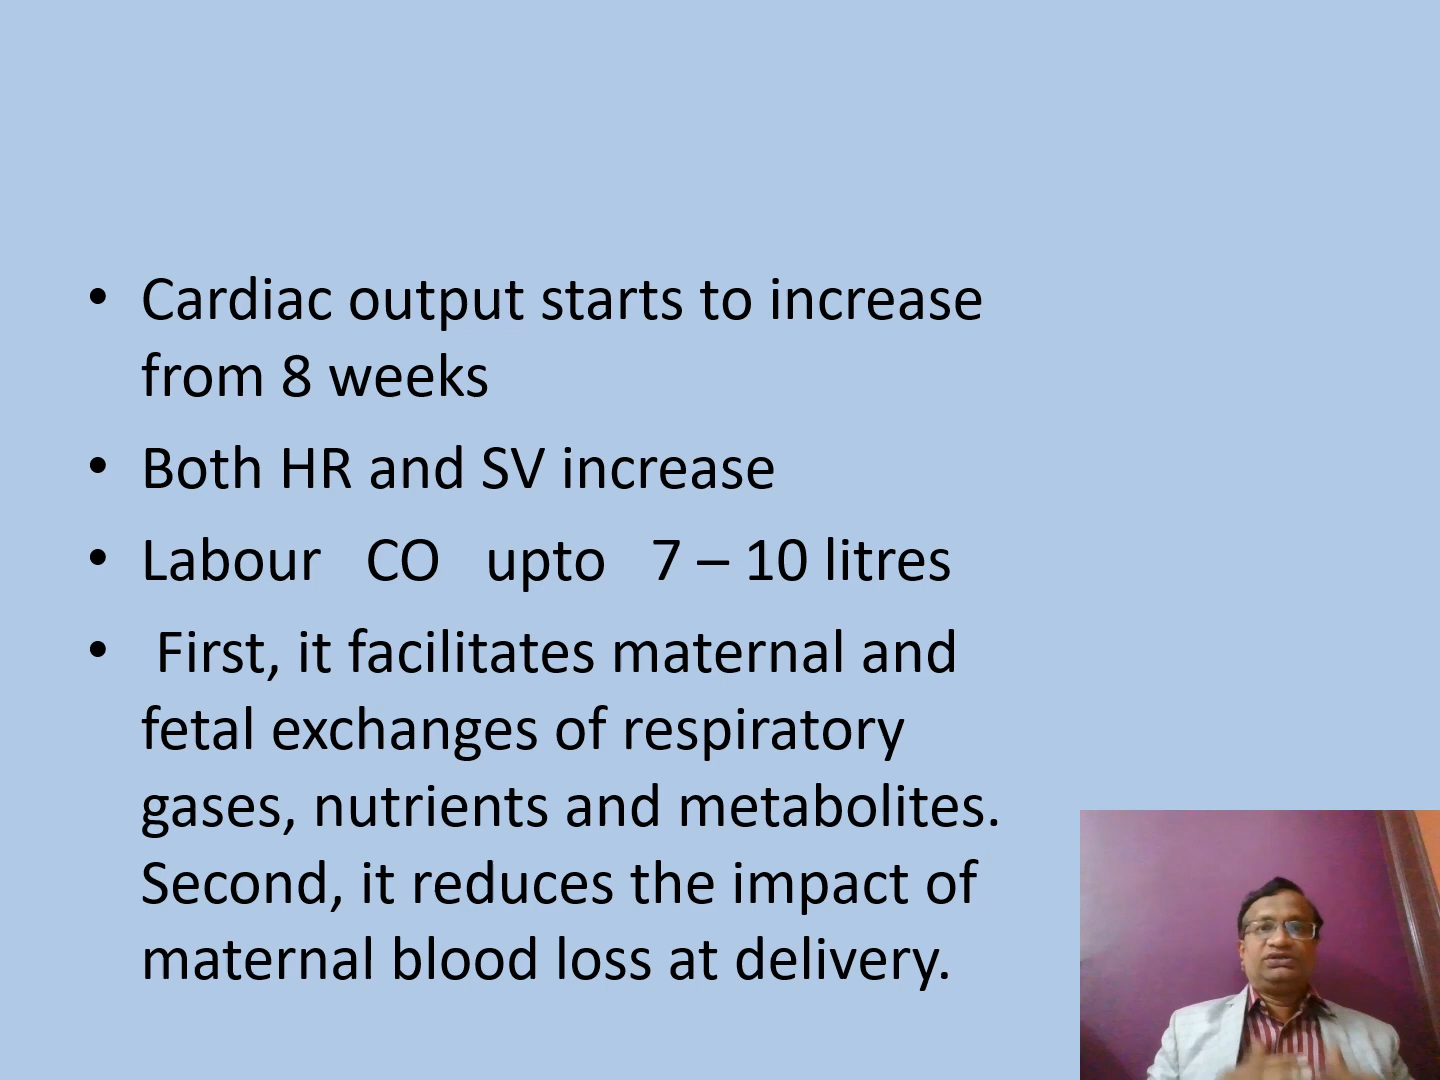 • Cardiac output starts to increase
from 8 weeks
• Both HR and SV increase
• Labour CO upto 7 – 10 litres
• First, it facilitates maternal and
fetal exchanges of respiratory
gases, nutrients and metabolites.
Second, it reduces the impact of
maternal blood loss at delivery.